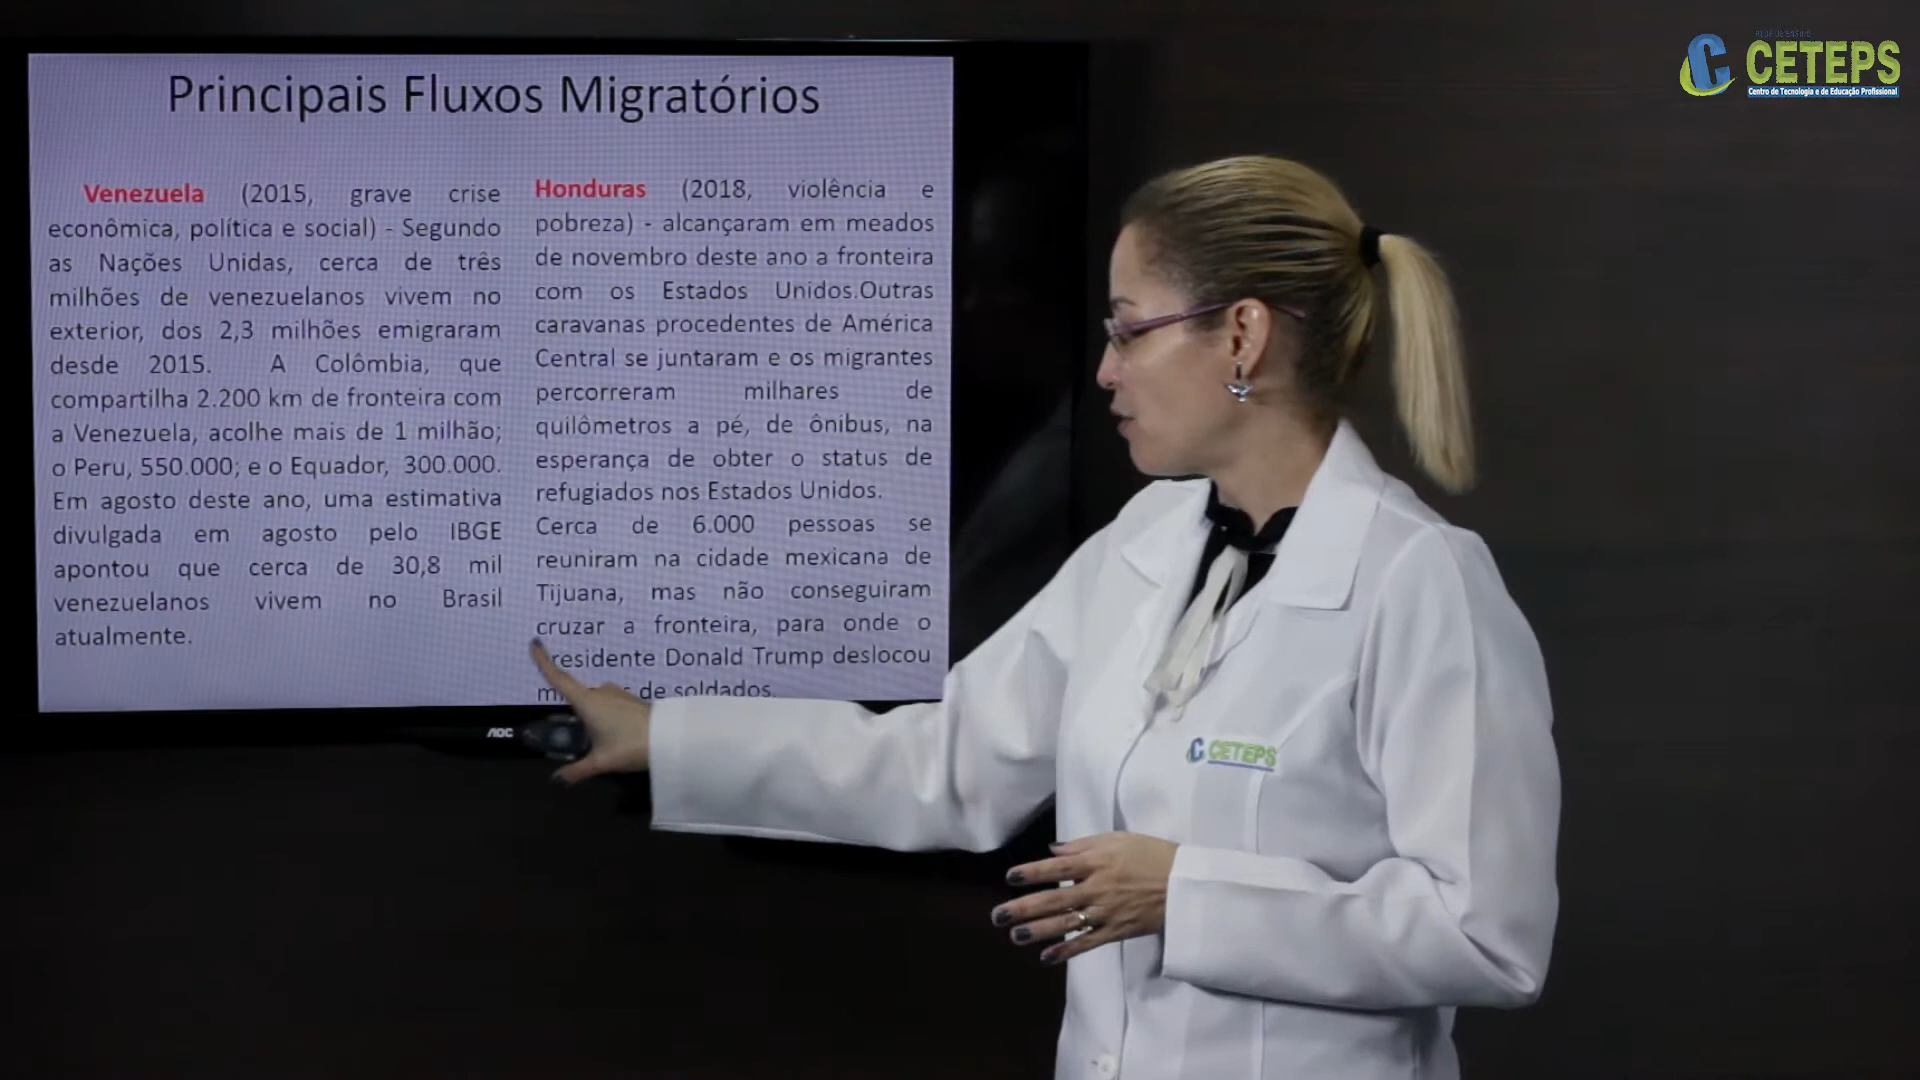 Principais Fluxos Migratórios
Venezuela (2015, grave crise
econômica, política e social) - Segundo
as Nações Unidas, cerca de três
milhões de venezuelanos vivem no
exterior, dos 2,3 milhões emigraram
desde 2015. A Colômbia, que
compartilha 2.200 km de fronteira com
a Venezuela, acolhe mais de 1 milhão;
o Peru, 550.000; e o Equador, 300.000.
Em agosto deste ano, uma estimativa
divulgada em agosto pelo IBGE
apontou que cerca de 30,8 mil
venezuelanos vivem no Brasil
atualmente.
Honduras (2018, violência e
pobreza) - alcançaram em meados
de novembro deste ano a fronteira
com os Estados Unidos.Outras
caravanas procedentes de América
Central se juntaram e os migrantes
percorreram milhares de
quilômetros a pé, de ônibus, na
esperança de obter o status de
refugiados nos Estados Unidos.
Cerca de 6.000 pessoas se
reuniram na cidade mexicana de
Tijuana, mas não conseguiram
cruzar a fronteira, para onde o
residente Donald Trump deslocou
de soldados.
AOC
CETEPS
CETEPS
Centro de Tecnologia e de Educação Profissional